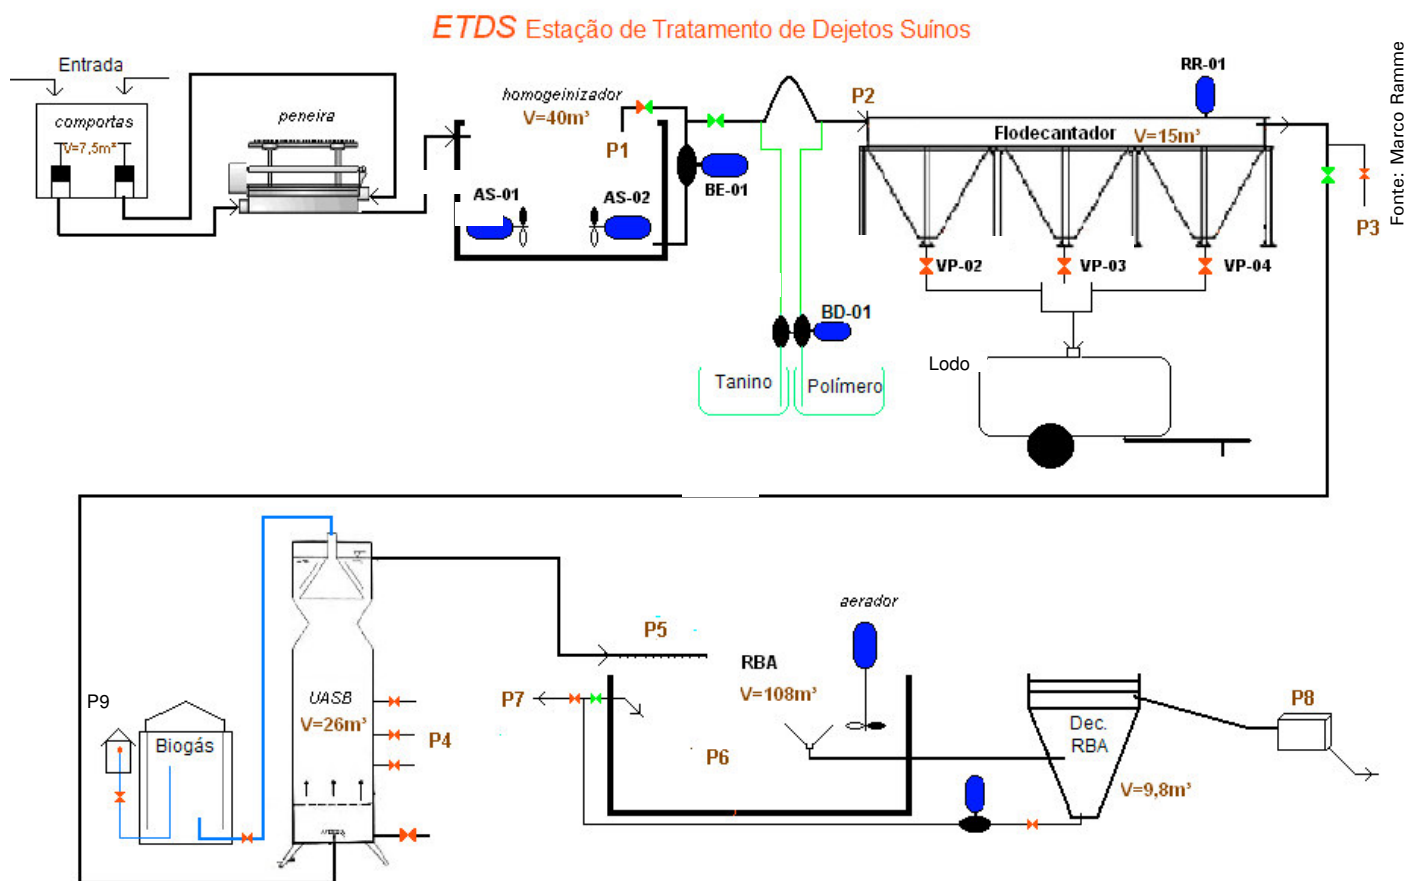 ETDS Estação de Tratamento de Dejetos Suínos
Entrada
comportas
V=7,5m³
peneira
homogeinizador
V=40m³
P1
AS-01
AS-02
BE-01
P2
RR-01
Flodecantador
V=15m³
P3
Fonte: Marco Ramme
VP-02
VP-03
VP-04
BD-01
Tanino
Polímero
Lodo
UASB
V=26m³
P4
P9
Biogás
P5
aerador
RBA
V=108m³
P7
P6
Dec.
RBA
V=9,8m³
P8